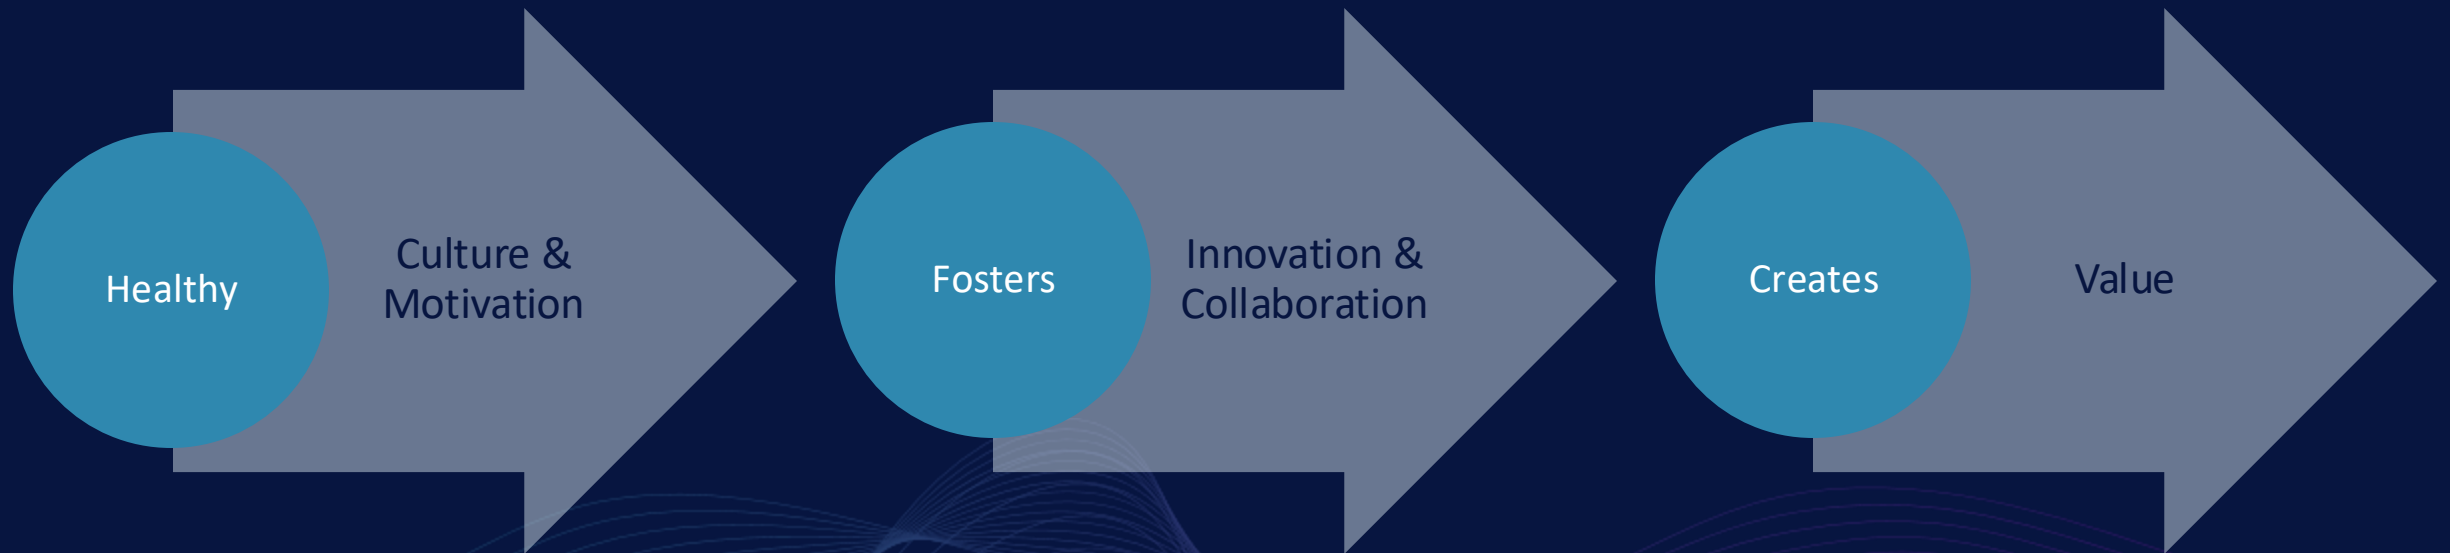 Healthy
Culture &
Motivation
Fosters
Innovation &
Collaboration
Creates
Value